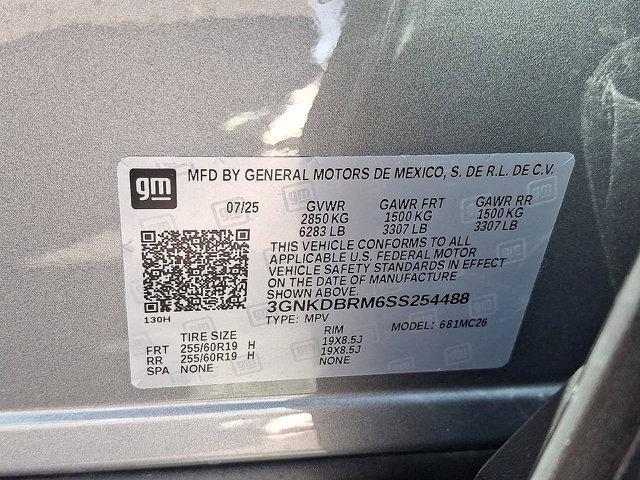 gm MFD BY GENERAL MOTORS DE MEXICO, S. DE R.L. DE C.V.
07/25 GVWR GAWR FRT GAWR RR
2850 KG 1500 KG 1500 KG
6283 LB 3307 LB 3307 LB
THIS VEHICLE CONFORMS TO ALL
APPLICABLE U.S. FEDERAL MOTOR
VEHICLE SAFETY STANDARDS IN EFFECT
ON THE DATE OF MANUFACTURE
SHOWN ABOVE.
3GNKDBRM6SS254488
130H TYPE: MPV MODEL: 681MC26
TIRE SIZE RIM
FRT 255/60R19 H 19X8.5J
RR 255/60R19 H 19X8.5J
SPA NONE NONE